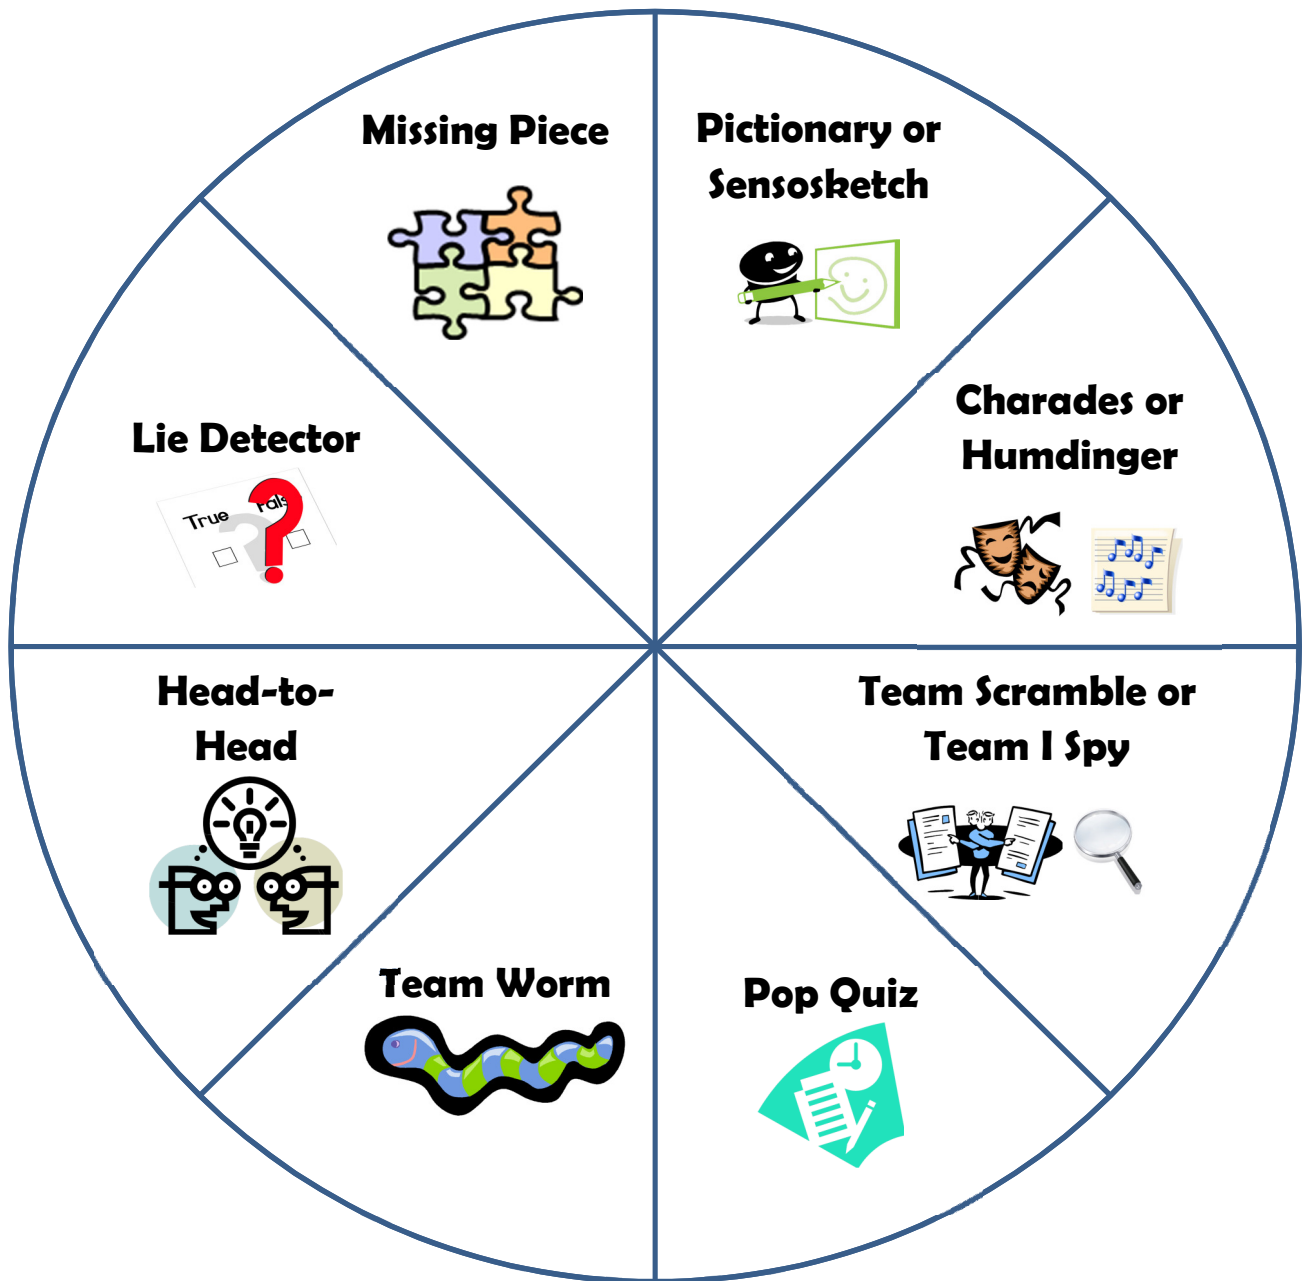 Missing Piece
Pictionary or
Sensosketch
Charades or
Humdinger
Lie Detector
True Fals
Head-to-
Head
Team Scramble or
Team I Spy
Team Worm
Pop Quiz